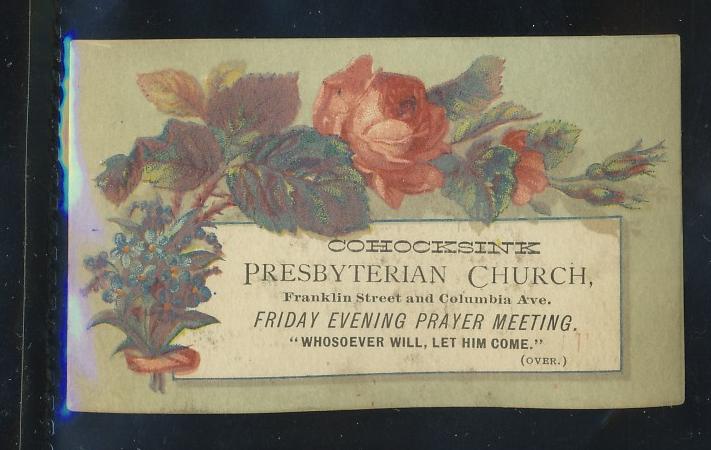 COHOCKSINK
PRESBYTERIAN CHURCH,
Franklin Street and Columbia Ave.
FRIDAY EVENING PRAYER MEETING.
"WHOSOEVER WILL, LET HIM COME."
(OVER.)